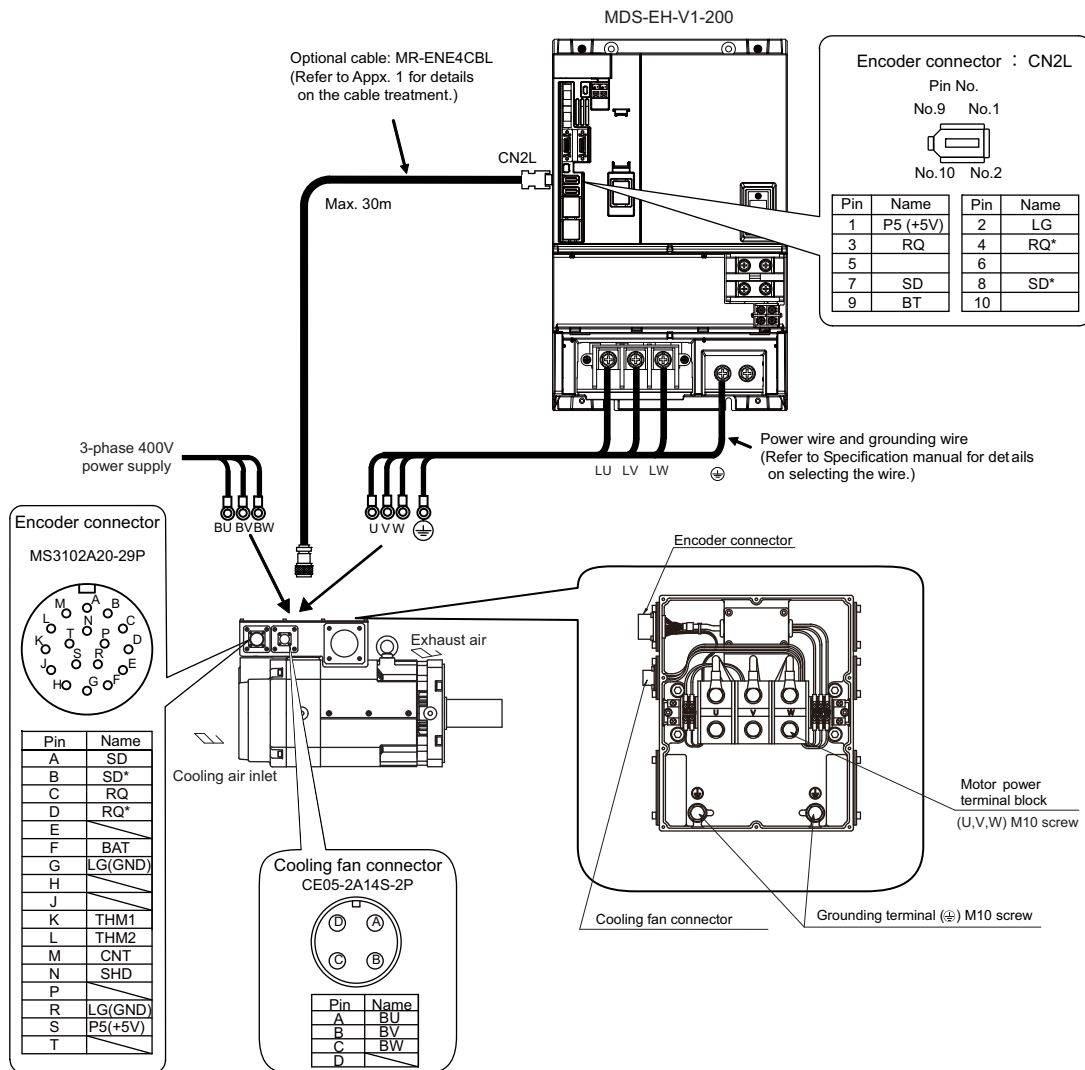 MDS-EH-V1-200
Optional cable: MR-ENE4CBL
(Refer to Appx. 1 for details
on the cable treatment.)
CN2L
Max. 30m
Encoder connector : CN2L
Pin No.
No.9 No.1
No.10 No.2
Pin Name Pin Name
1 P5 (+5V) 2 LG
3 RQ 4 RQ*
5 6
7 SD 8 SD*
9 BT 10
3-phase 400V
power supply
BU BV BW
U V W
LU LV LW
Power wire and grounding wire
(Refer to Specification manual for details
on selecting the wire.)
Encoder connector
MS3102A20-29P
M A B
L N C
K T P D
J S R E
H G F
Pin Name
A SD
B SD*
C RQ
D RQ*
E
F BAT
G LG(GND)
H
J
K THM1
L THM2
M CNT
N SHD
P
R LG(GND)
S P5(+5V)
T
Exhaust air
Cooling air inlet
Cooling fan connector
CE05-2A14S-2P
D A
C B
Pin Name
A BU
B BV
C BW
D
Encoder connector
U V W
Motor power
terminal block
(U,V,W) M10 screw
Cooling fan connector
Grounding terminal (⏚) M10 screw